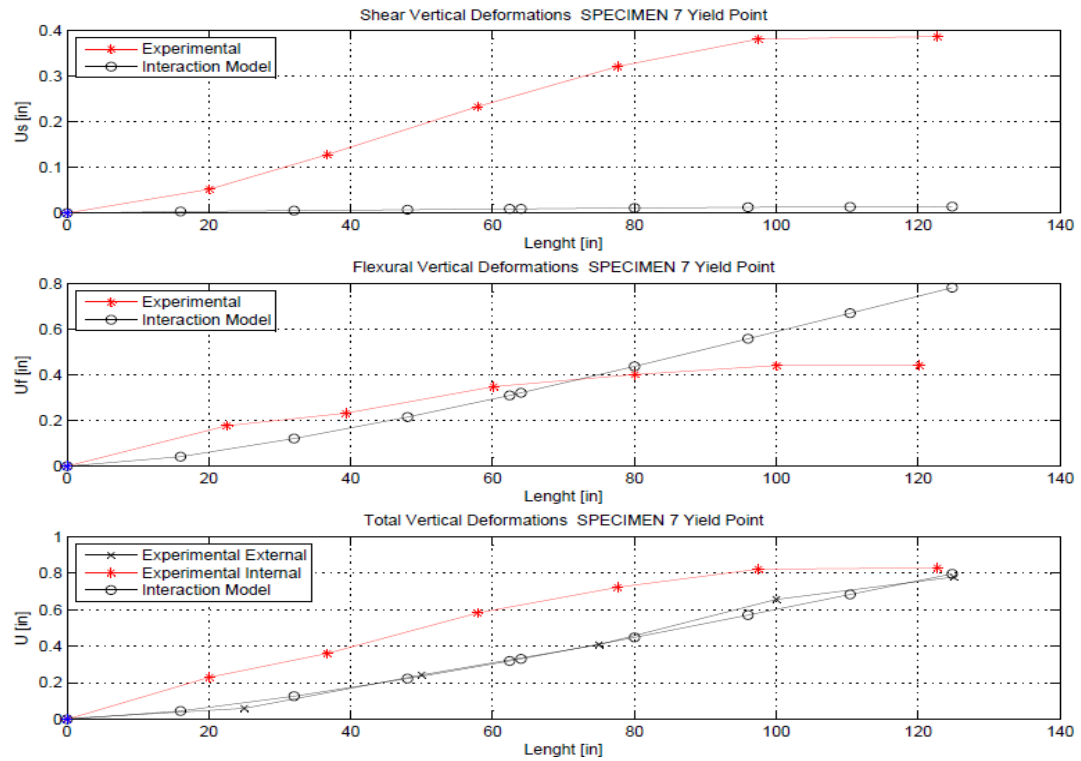 Shear Vertical Deformations SPECIMEN 7 Yield Point
Experimental
Interaction Model
Us [in]
0.4
0.3
0.2
0.1
0
0 20 40 60 80 100 120 140
Lenght [in]
Flexural Vertical Deformations SPECIMEN 7 Yield Point
Experimental
Interaction Model
Uf [in]
0.8
0.6
0.4
0.2
0
0 20 40 60 80 100 120 140
Lenght [in]
Total Vertical Deformations SPECIMEN 7 Yield Point
Experimental External
Experimental Internal
Interaction Model
U [in]
1
0.8
0.6
0.4
0.2
0
0 20 40 60 80 100 120 140
Lenght [in]